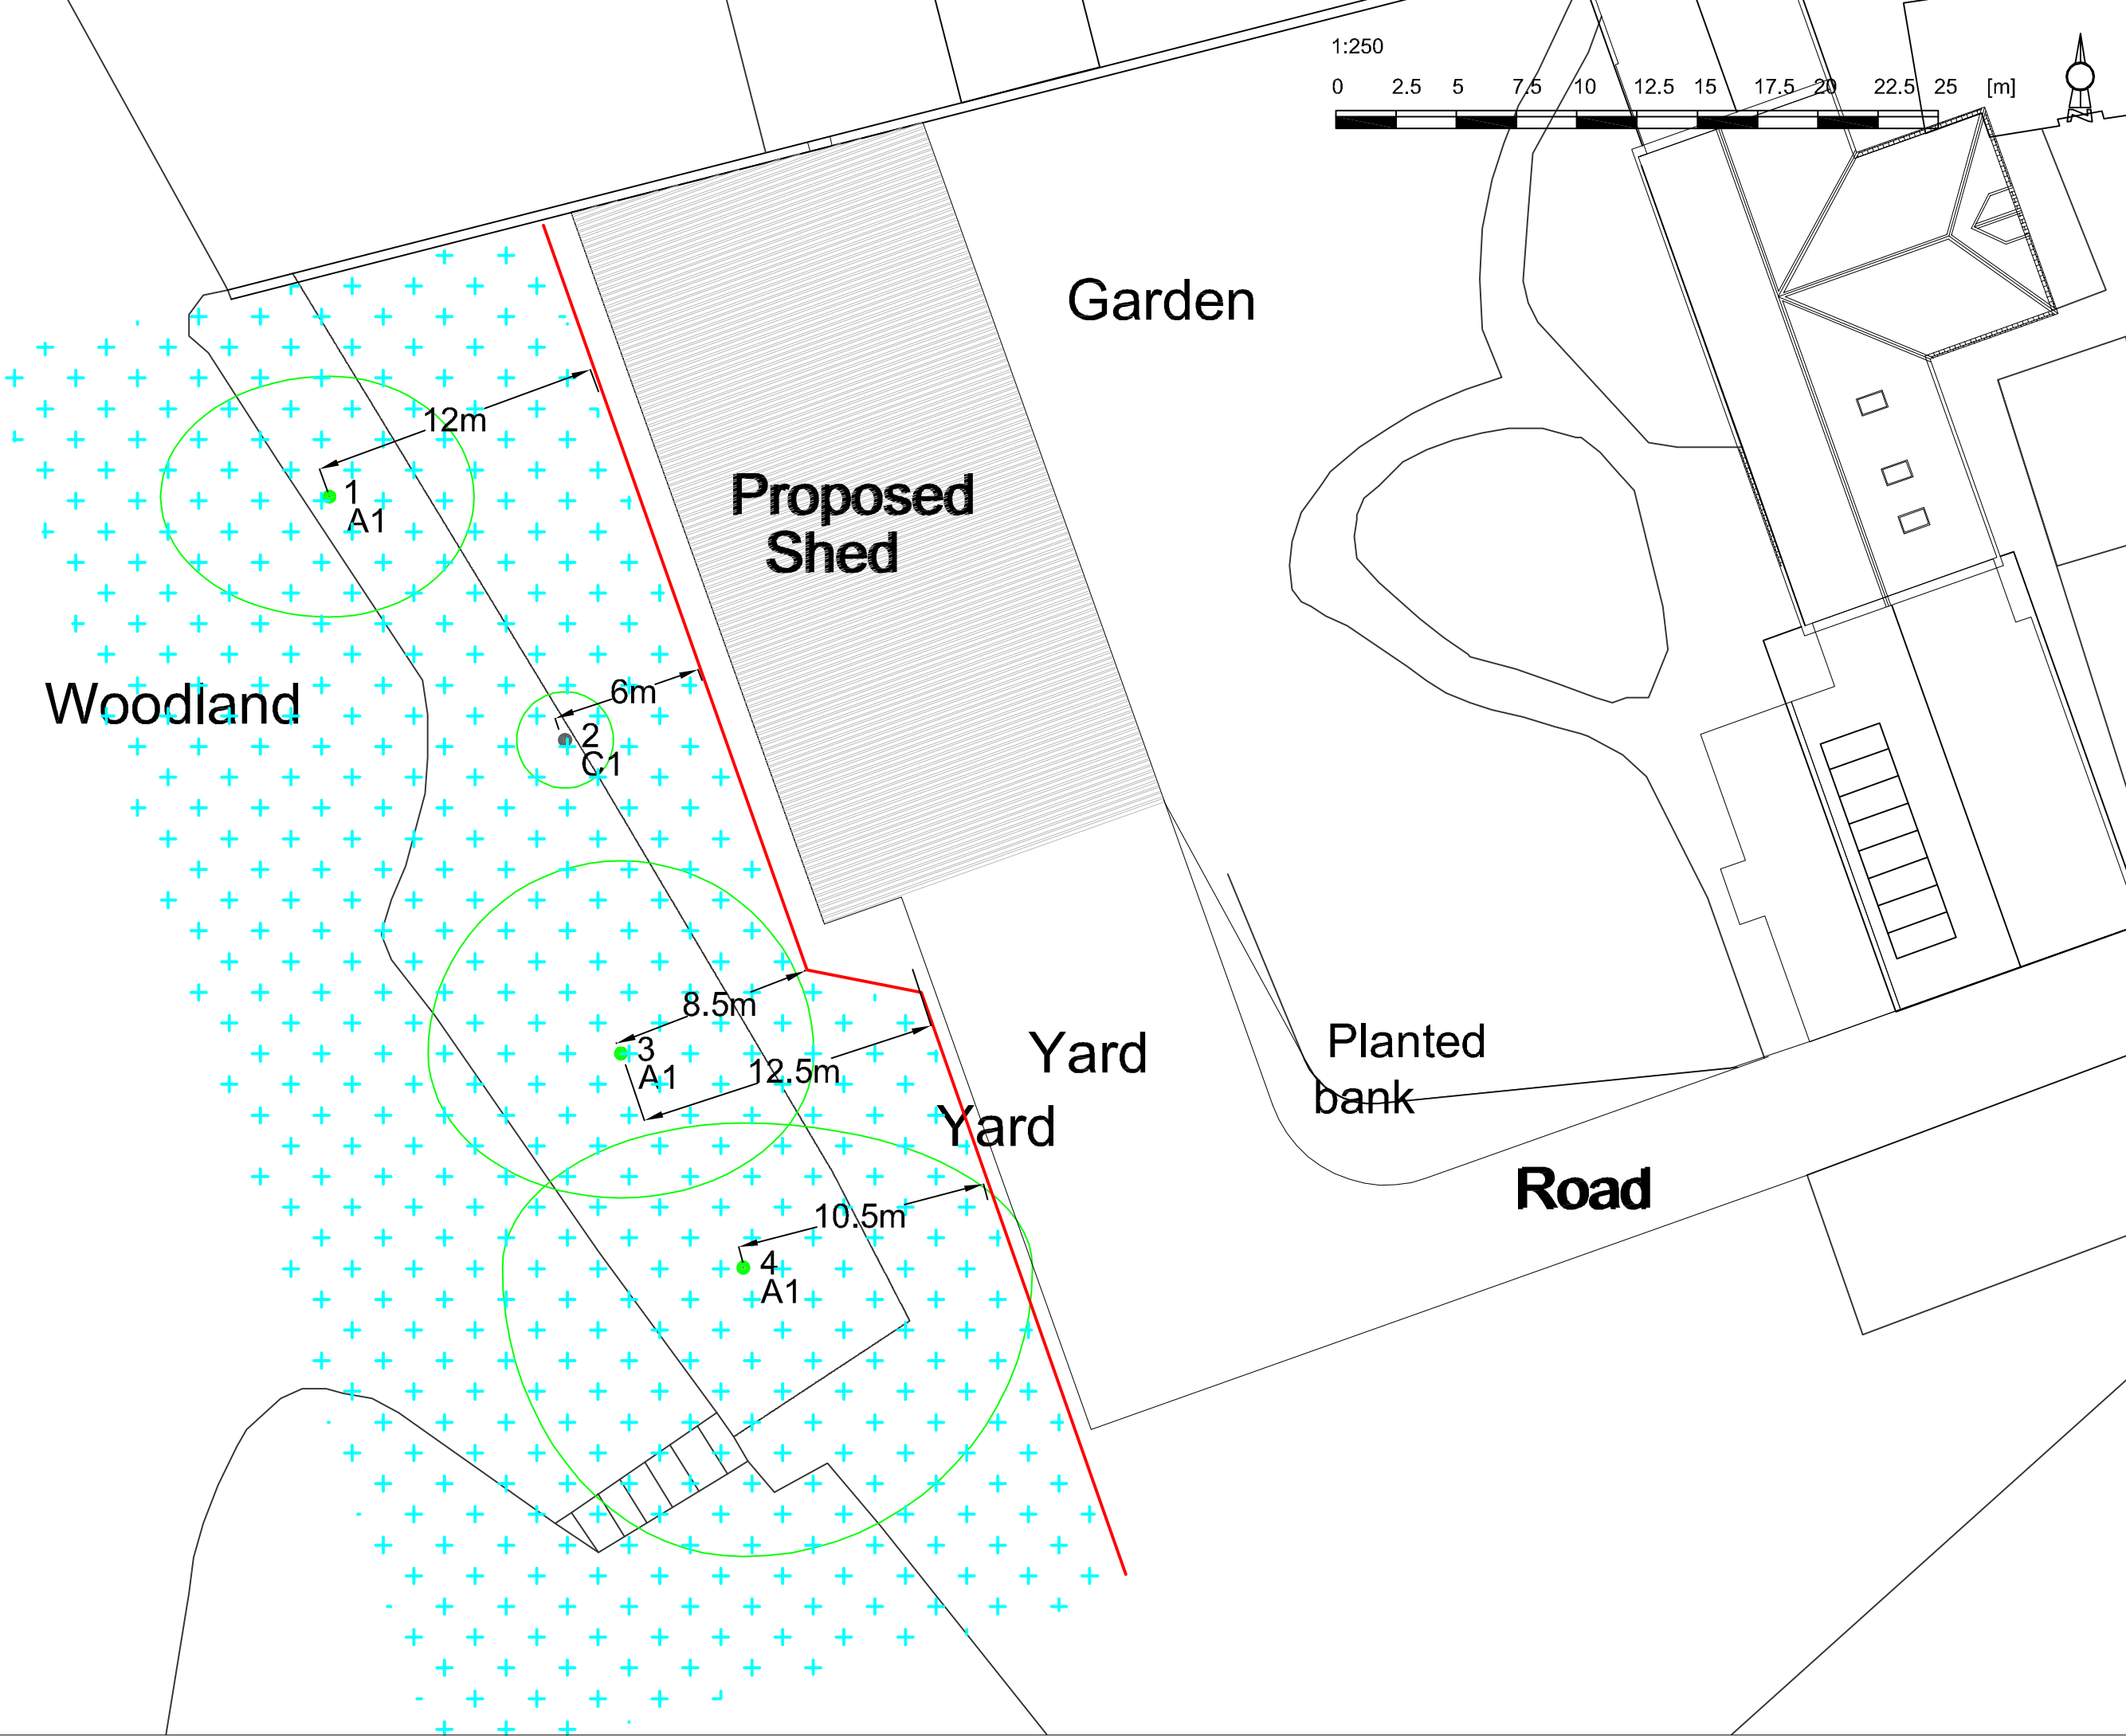 1:250
0 2.5 5 7.5 10 12.5 15 17.5 20 22.5 25 [m]
N
Garden
12m
1
A1
Proposed
Shed
Woodland
6m
2
C1
8.5m
3
A1
12.5m
Yard
Planted
bank
Yard
Road
10.5m
4
A1